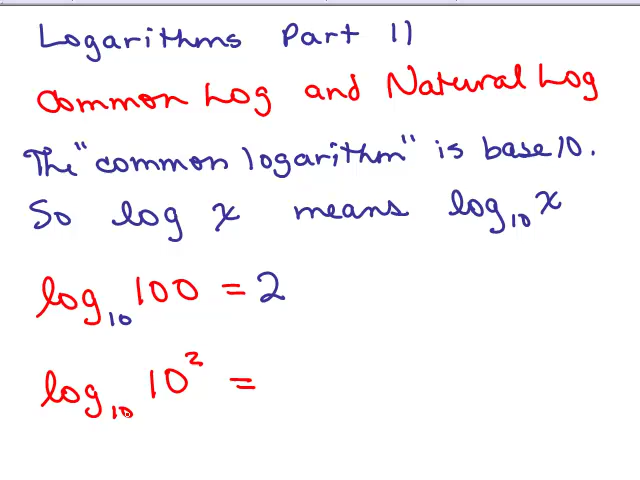 Logarithms Part 11
Common Log and Natural Log
The "common logarithm" is base 10.
So log x means log₁₀ x
log₁₀ 100 = 2
log₁₀ 10² =